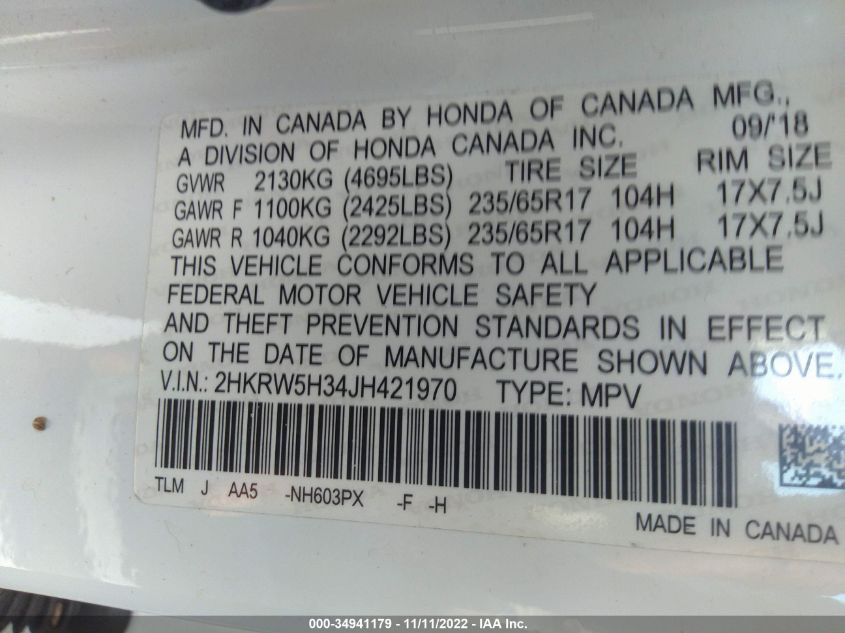 MFD. IN CANADA BY HONDA OF CANADA MFG.,
A DIVISION OF HONDA CANADA INC. 09/'18
GVWR 2130KG (4695LBS) TIRE SIZE RIM SIZE
GAWR F 1100KG (2425LBS) 235/65R17 104H 17X7.5J
GAWR R 1040KG (2292LBS) 235/65R17 104H 17X7.5J
THIS VEHICLE CONFORMS TO ALL APPLICABLE
FEDERAL MOTOR VEHICLE SAFETY
AND THEFT PREVENTION STANDARDS IN EFFECT
ON THE DATE OF MANUFACTURE SHOWN ABOVE.
V.I.N.: 2HKRW5H34JH421970 TYPE: MPV
TLM J AA5 -NH603PX -F -H
MADE IN CANADA
000-34941179 - 11/11/2022 - IAA Inc.